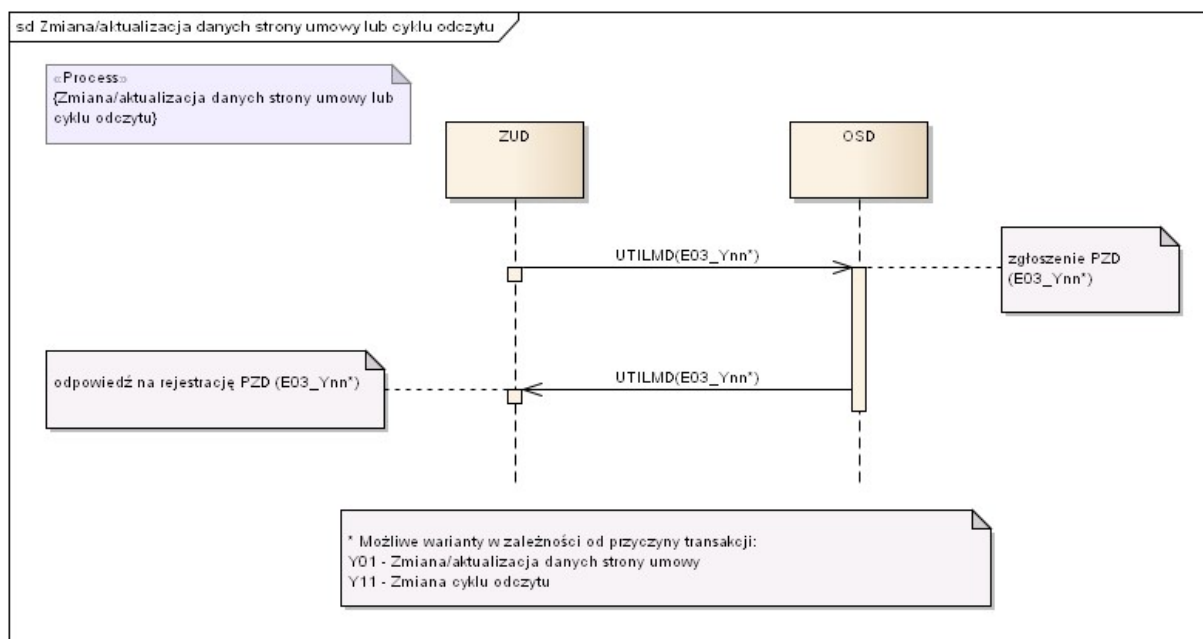 sd Zmiana/aktualizacja danych strony umowy lub cyklu odczytu
«Process»
{Zmiana/aktualizacja danych strony umowy lub
cyklu odczytu}
ZUD
OSD
UTILMD(E03_Ynn*)
zgłoszenie PZD
(E03_Ynn*)
odpowiedź na rejestrację PZD (E03_Ynn*)
UTILMD(E03_Ynn*)
* Możliwe warianty w zależności od przyczyny transakcji:
Y01 - Zmiana/aktualizacja danych strony umowy
Y11 - Zmiana cyklu odczytu